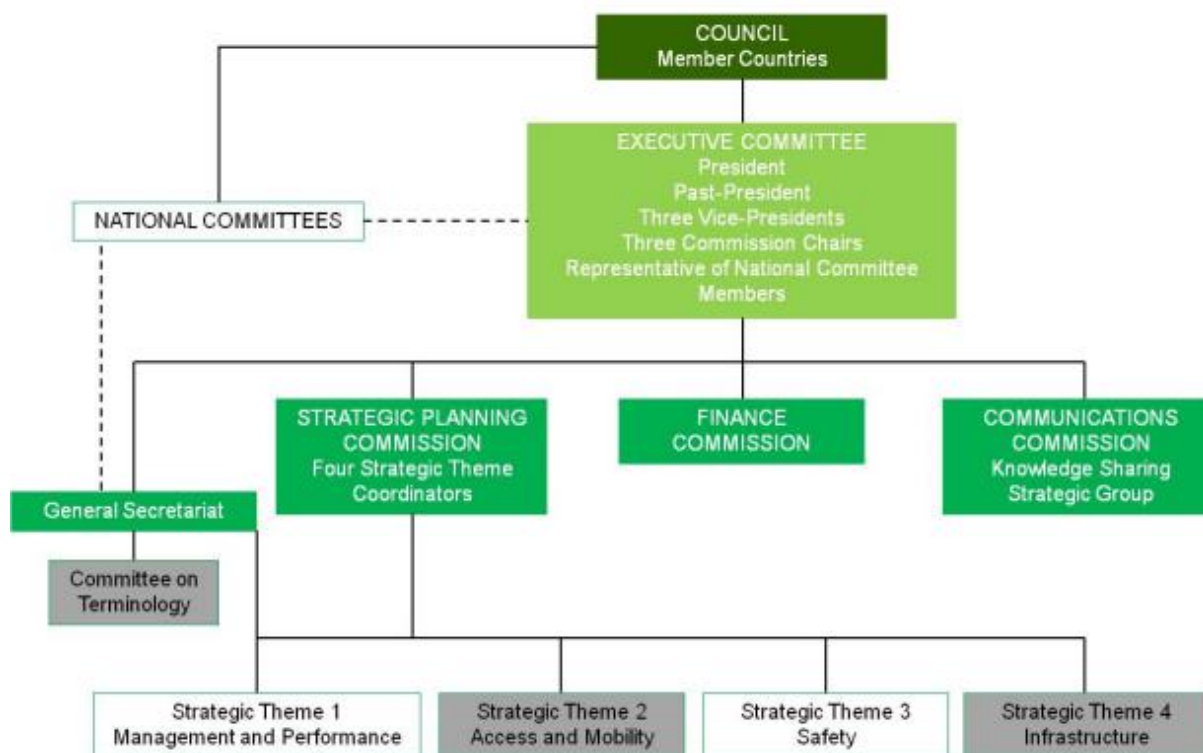 COUNCIL
Member Countries
EXECUTIVE COMMITTEE
President
Past-President
Three Vice-Presidents
Three Commission Chairs
Representative of National Committee
Members
NATIONAL COMMITTEES
STRATEGIC PLANNING
COMMISSION
Four Strategic Theme
Coordinators
FINANCE
COMMISSION
COMMUNICATIONS
COMMISSION
Knowledge Sharing
Strategic Group
General Secretariat
Committee on
Terminology
Strategic Theme 1
Management and Performance
Strategic Theme 2
Access and Mobility
Strategic Theme 3
Safety
Strategic Theme 4
Infrastructure